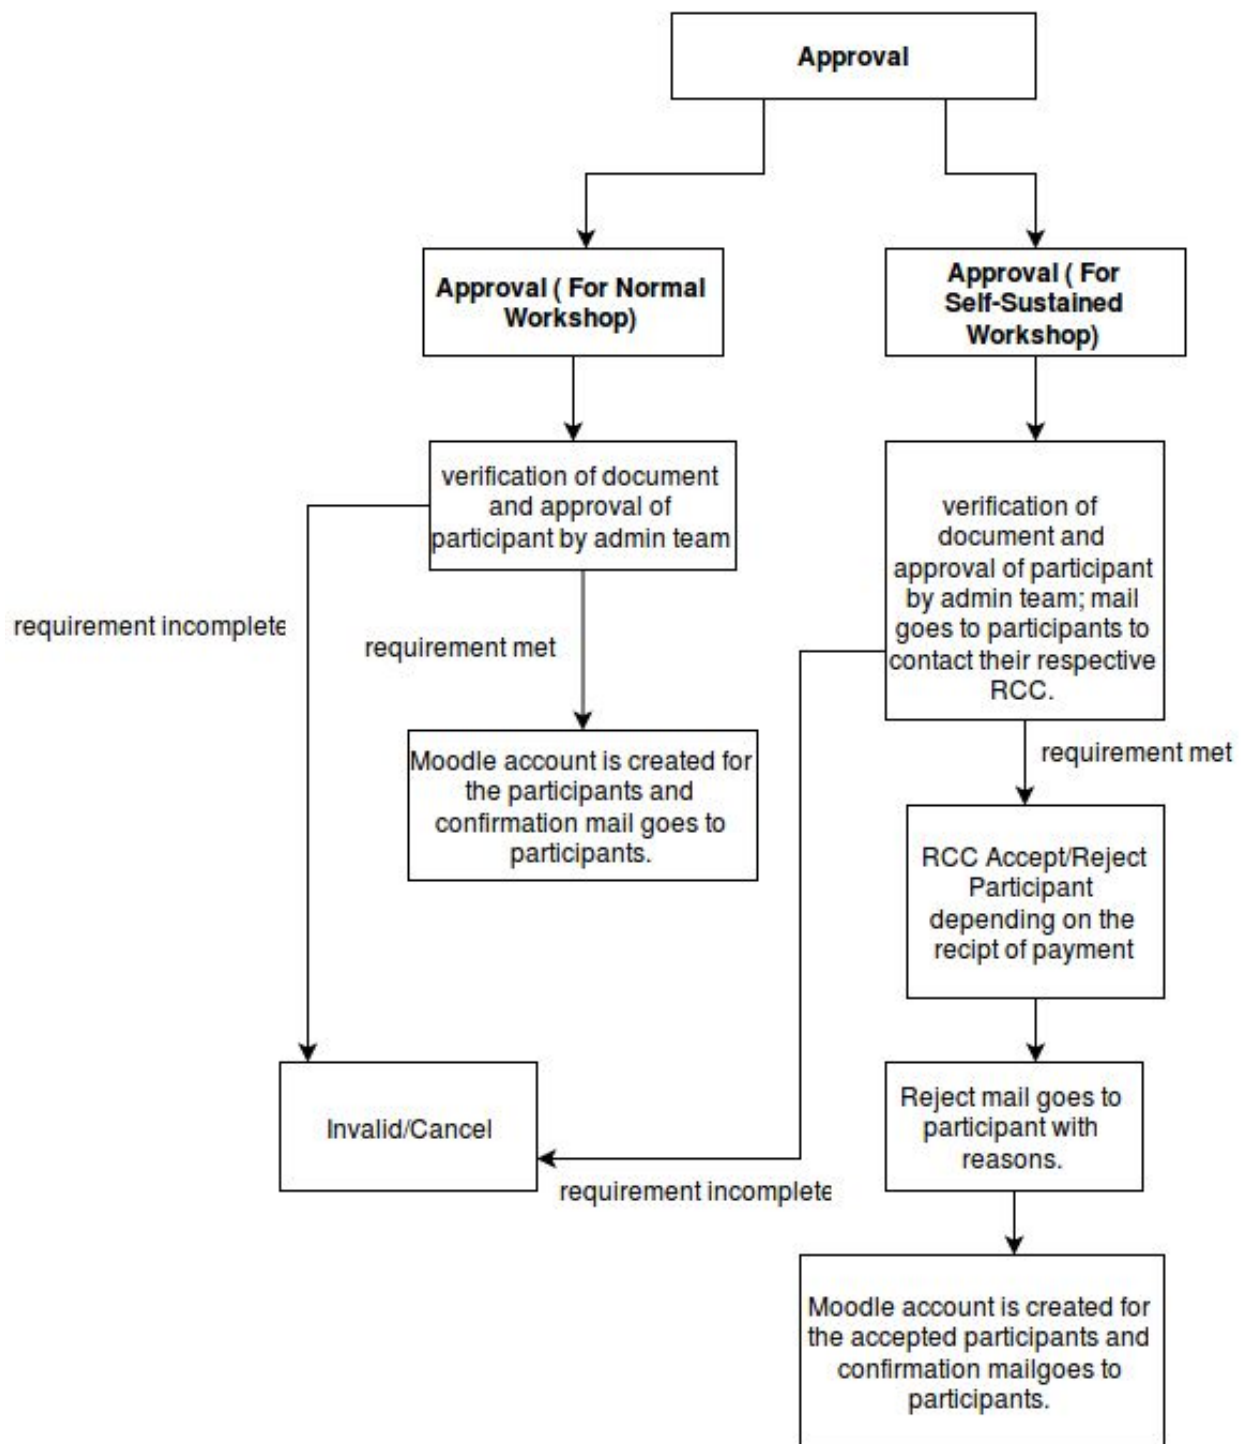 Approval
Approval ( For Normal
Workshop)
Approval ( For
Self-Sustained
Workshop)
verification of document
and approval of
participant by admin team
verification of
document and
approval of participant
by admin team; mail
goes to participants to
contact their respective
RCC.
requirement incomplete
requirement met
requirement met
Moodle account is created for
the participants and
confirmation mail goes to
participants.
RCC Accept/Reject
Participant
depending on the
recipt of payment
Invalid/Cancel
Reject mail goes to
participant with
reasons.
requirement incomplete
Moodle account is created for
the accepted participants and
confirmation mailgoes to
participants.